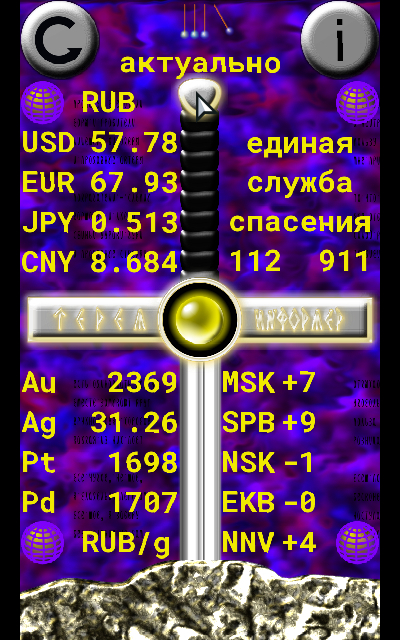 i
актуально
RUB
USD 57.78
EUR 67.93
JPY 0.513
CNY 8.684
единая
служба
спасения
112 911
ТЕРЕМ ИНФОРМЕР
Au 2369
Ag 31.26
Pt 1698
Pd 1707
RUB/g
MSK +7
SPB +9
NSK -1
EKB -0
NNV +4